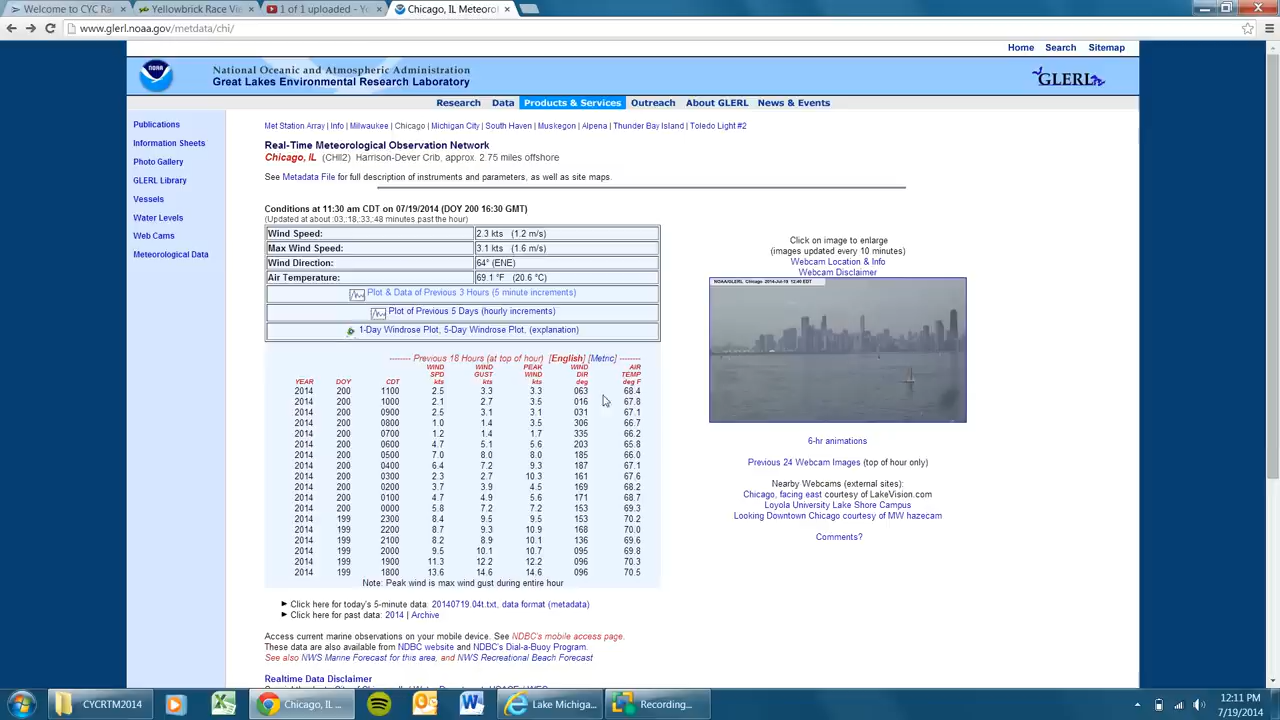 Welcome to CYC Ra
Yellowbrick Race Vi
1 of 1 uploaded - Yo
Chicago, IL Meteorol
www.glerl.noaa.gov/metdata/chi/
Home Search Sitemap
NOAA
National Oceanic and Atmospheric Administration
Great Lakes Environmental Research Laboratory
GLERL
Research Data Products & Services Outreach About GLERL News & Events
Publications
Information Sheets
Photo Gallery
GLERL Library
Vessels
Water Levels
Web Cams
Meteorological Data
Met Station Array | Info | Milwaukee | Chicago | Michigan City | South Haven | Muskegon | Alpena | Thunder Bay Island | Toledo Light #2
Real-Time Meteorological Observation Network
Chicago, IL (CHII2) Harrison-Dever Crib, approx. 2.75 miles offshore
See Metadata File for full description of instruments and parameters, as well as site maps.
Conditions at 11:30 am CDT on 07/19/2014 (DOY 200 16:30 GMT)
(Updated at about :03,:18,:33,:48 minutes past the hour)
Wind Speed: 2.3 kts (1.2 m/s)
Max Wind Speed: 3.1 kts (1.6 m/s)
Wind Direction: 64° (ENE)
Air Temperature: 69.1 °F (20.6 °C)
Plot & Data of Previous 3 Hours (5 minute increments)
Plot of Previous 5 Days (hourly increments)
1-Day Windrose Plot, 5-Day Windrose Plot, (explanation)
-------- Previous 18 Hours (at top of hour) [English] [Metric] --------
WIND WIND PEAK WIND AIR
SPD GUST WIND DIR TEMP
YEAR DOY CDT kts kts kts deg deg F
2014 200 1100 2.5 3.3 3.3 063 68.4
2014 200 1000 2.1 2.7 3.5 016 67.8
2014 200 0900 2.5 3.1 3.1 031 67.1
2014 200 0800 1.0 1.4 3.5 306 66.7
2014 200 0700 1.2 1.4 1.7 335 66.2
2014 200 0600 4.7 5.1 5.6 203 65.8
2014 200 0500 7.0 8.0 8.0 185 66.0
2014 200 0400 6.4 7.2 9.3 187 67.1
2014 200 0300 2.3 2.7 10.3 161 67.6
2014 200 0200 3.7 3.9 4.5 169 68.2
2014 200 0100 4.7 4.9 5.6 171 68.7
2014 200 0000 5.8 7.2 7.2 153 69.3
2014 199 2300 8.4 9.5 9.5 153 70.2
2014 199 2200 8.7 9.3 10.9 168 70.0
2014 199 2100 8.2 8.9 10.1 136 69.6
2014 199 2000 9.5 10.1 10.7 095 69.8
2014 199 1900 11.3 12.2 12.2 096 70.3
2014 199 1800 13.6 14.6 14.6 096 70.5
Note: Peak wind is max wind gust during entire hour
Click here for today's 5-minute data: 20140719.04t.txt, data format (metadata)
Click here for past data: 2014 | Archive
Access current marine observations on your mobile device. See NDBC's mobile access page.
These data are also available from NDBC website and NDBC's Dial-a-Buoy Program.
See also NWS Marine Forecast for this area, and NWS Recreational Beach Forecast
Realtime Data Disclaimer
Click on image to enlarge
(images updated every 10 minutes)
Webcam Location & Info
Webcam Disclaimer
NOAA/GLERL Chicago 2014-Jul-19 12:40 EDT
6-hr animations
Previous 24 Webcam Images (top of hour only)
Nearby Webcams (external sites):
Chicago, facing east courtesy of LakeVision.com
Loyola University Lake Shore Campus
Looking Downtown Chicago courtesy of MW hazecam
Comments?
CYCRTM2014
Chicago, IL ...
Lake Michiga...
Recording...
12:11 PM
7/19/2014